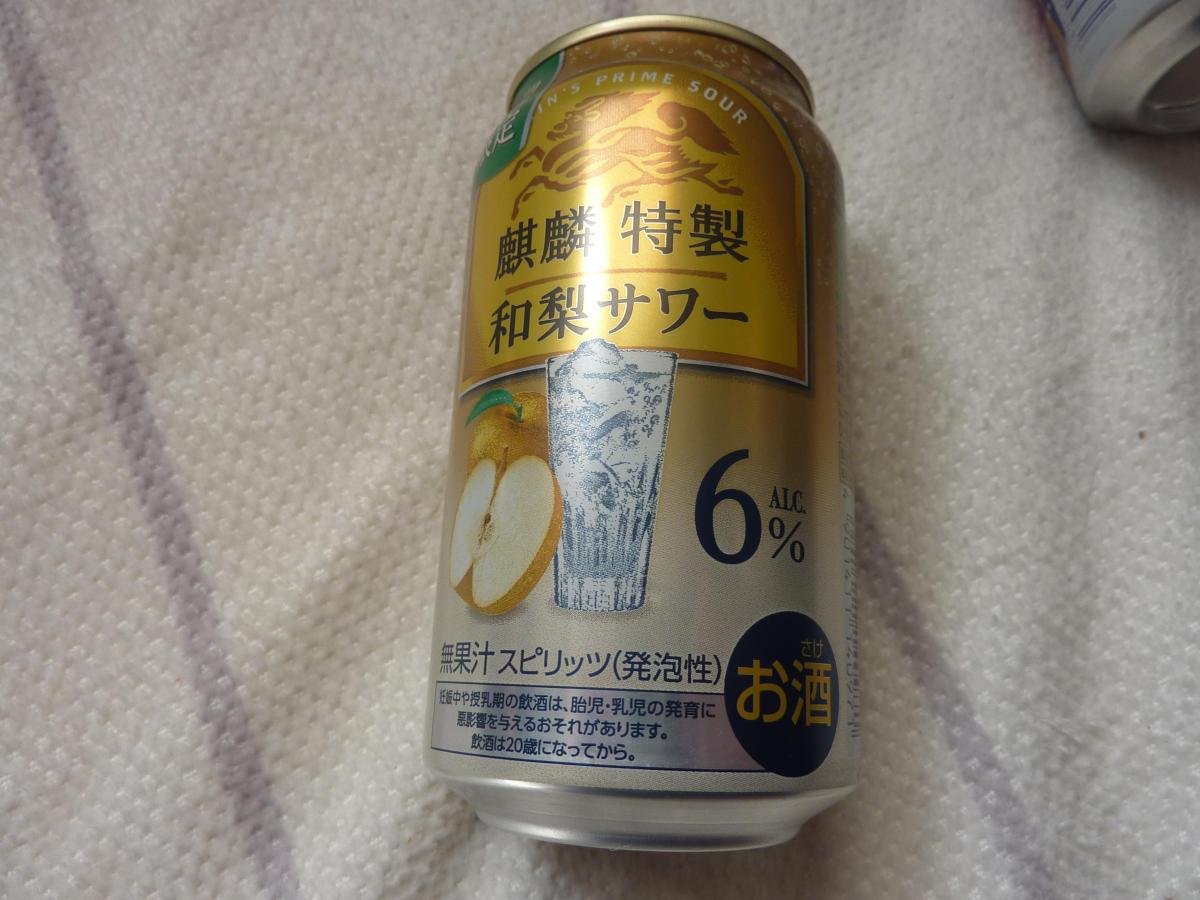 IN'S PRIME SOUR
定
麒麟 特製
和梨サワー
6
ALC.
%
無果汁 スピリッツ(発泡性)
さけ
お酒
妊娠中や授乳期の飲酒は、胎児・乳児の発育に
悪影響を与えるおそれがあります。
飲酒は20歳になってから。